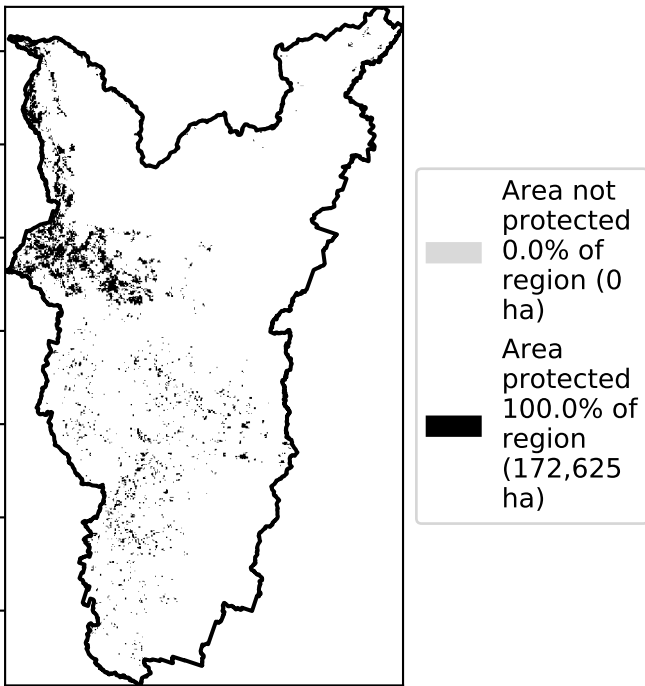 Area not
protected
0.0% of
region (0
ha)
Area
protected
100.0% of
region
(172,625
ha)